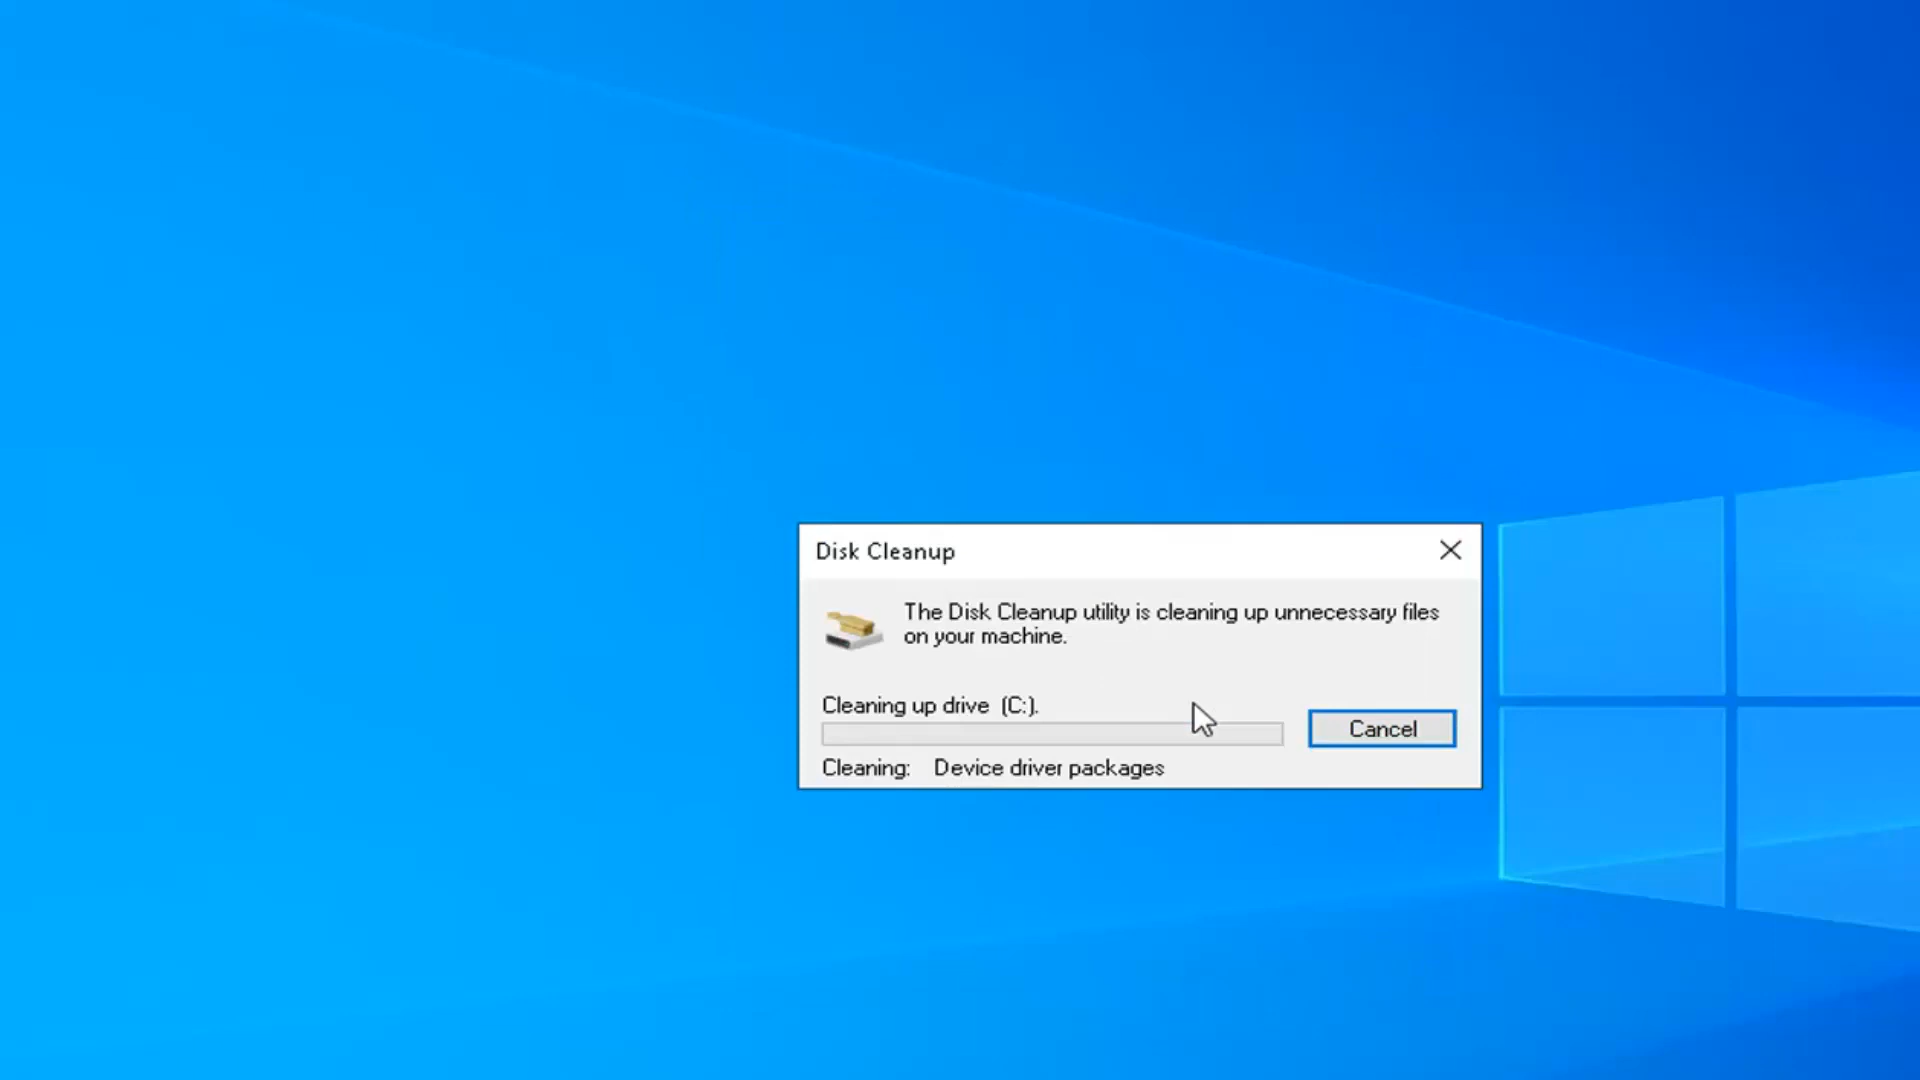 Disk Cleanup
The Disk Cleanup utility is cleaning up unnecessary files
on your machine.
Cleaning up drive (C:).
Cancel
Cleaning: Device driver packages